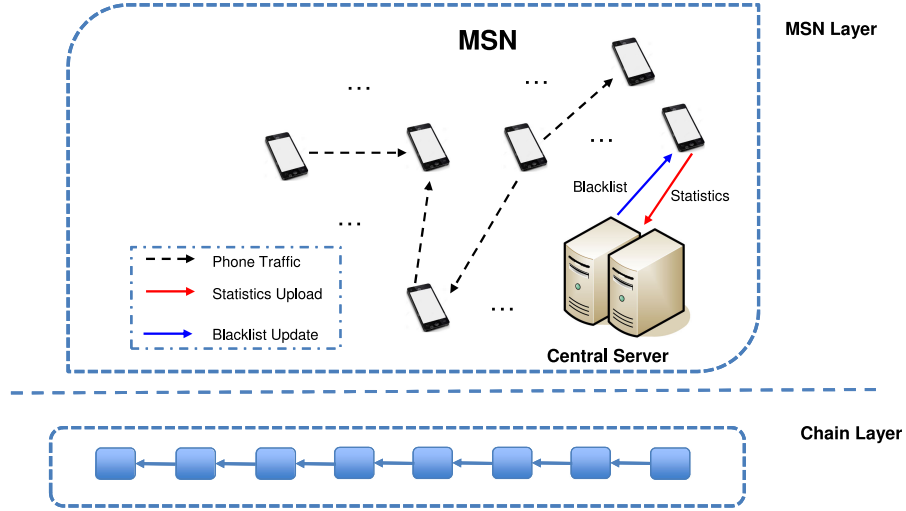 MSN
MSN Layer
...
...
...
Blacklist
Statistics
...
Phone Traffic
Statistics Upload
...
Blacklist Update
Central Server
Chain Layer